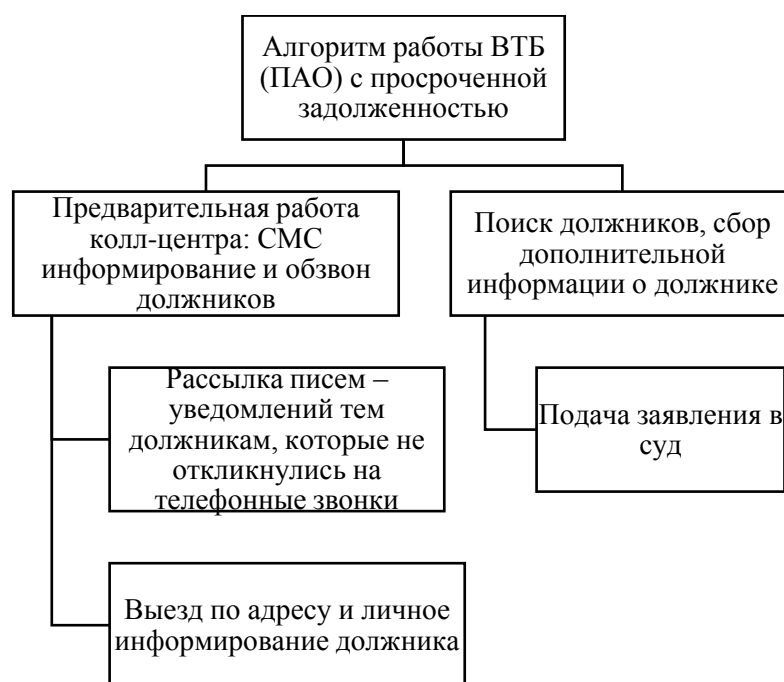 Алгоритм работы ВТБ
(ПАО) с просроченной
задолженностью
Предварительная работа
колл-центра: СМС
информирование и обзвон
должников
Поиск должников, сбор
дополнительной
информации о должнике
Рассылка писем –
уведомлений тем
должникам, которые не
откликнулись на
телефонные звонки
Подача заявления в
суд
Выезд по адресу и личное
информирование должника